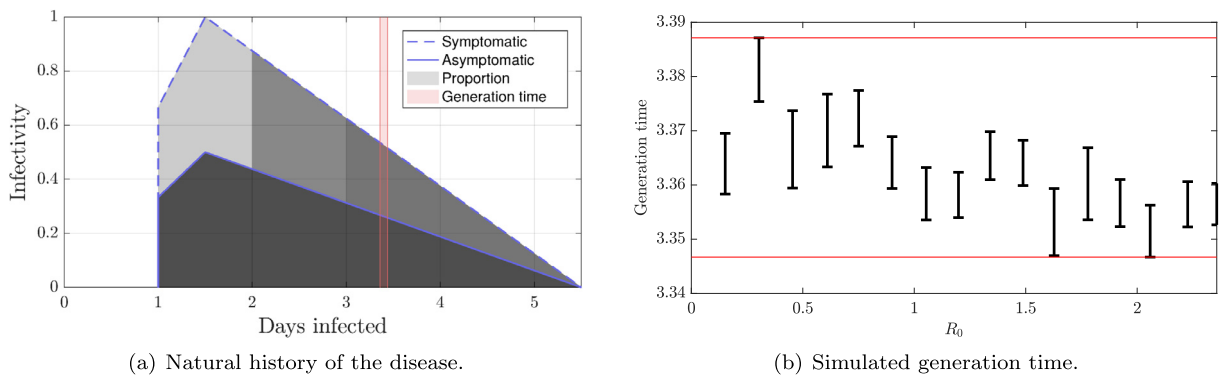 1
0.8
0.6
0.4
0.2
0
Infectivity
Symptomatic
Asymptomatic
Proportion
Generation time
0 1 2 3 4 5
Days infected
(a) Natural history of the disease.
3.39
3.38
3.37
3.36
3.35
3.34
Generation time
0 0.5 1 1.5 2
R0
(b) Simulated generation time.